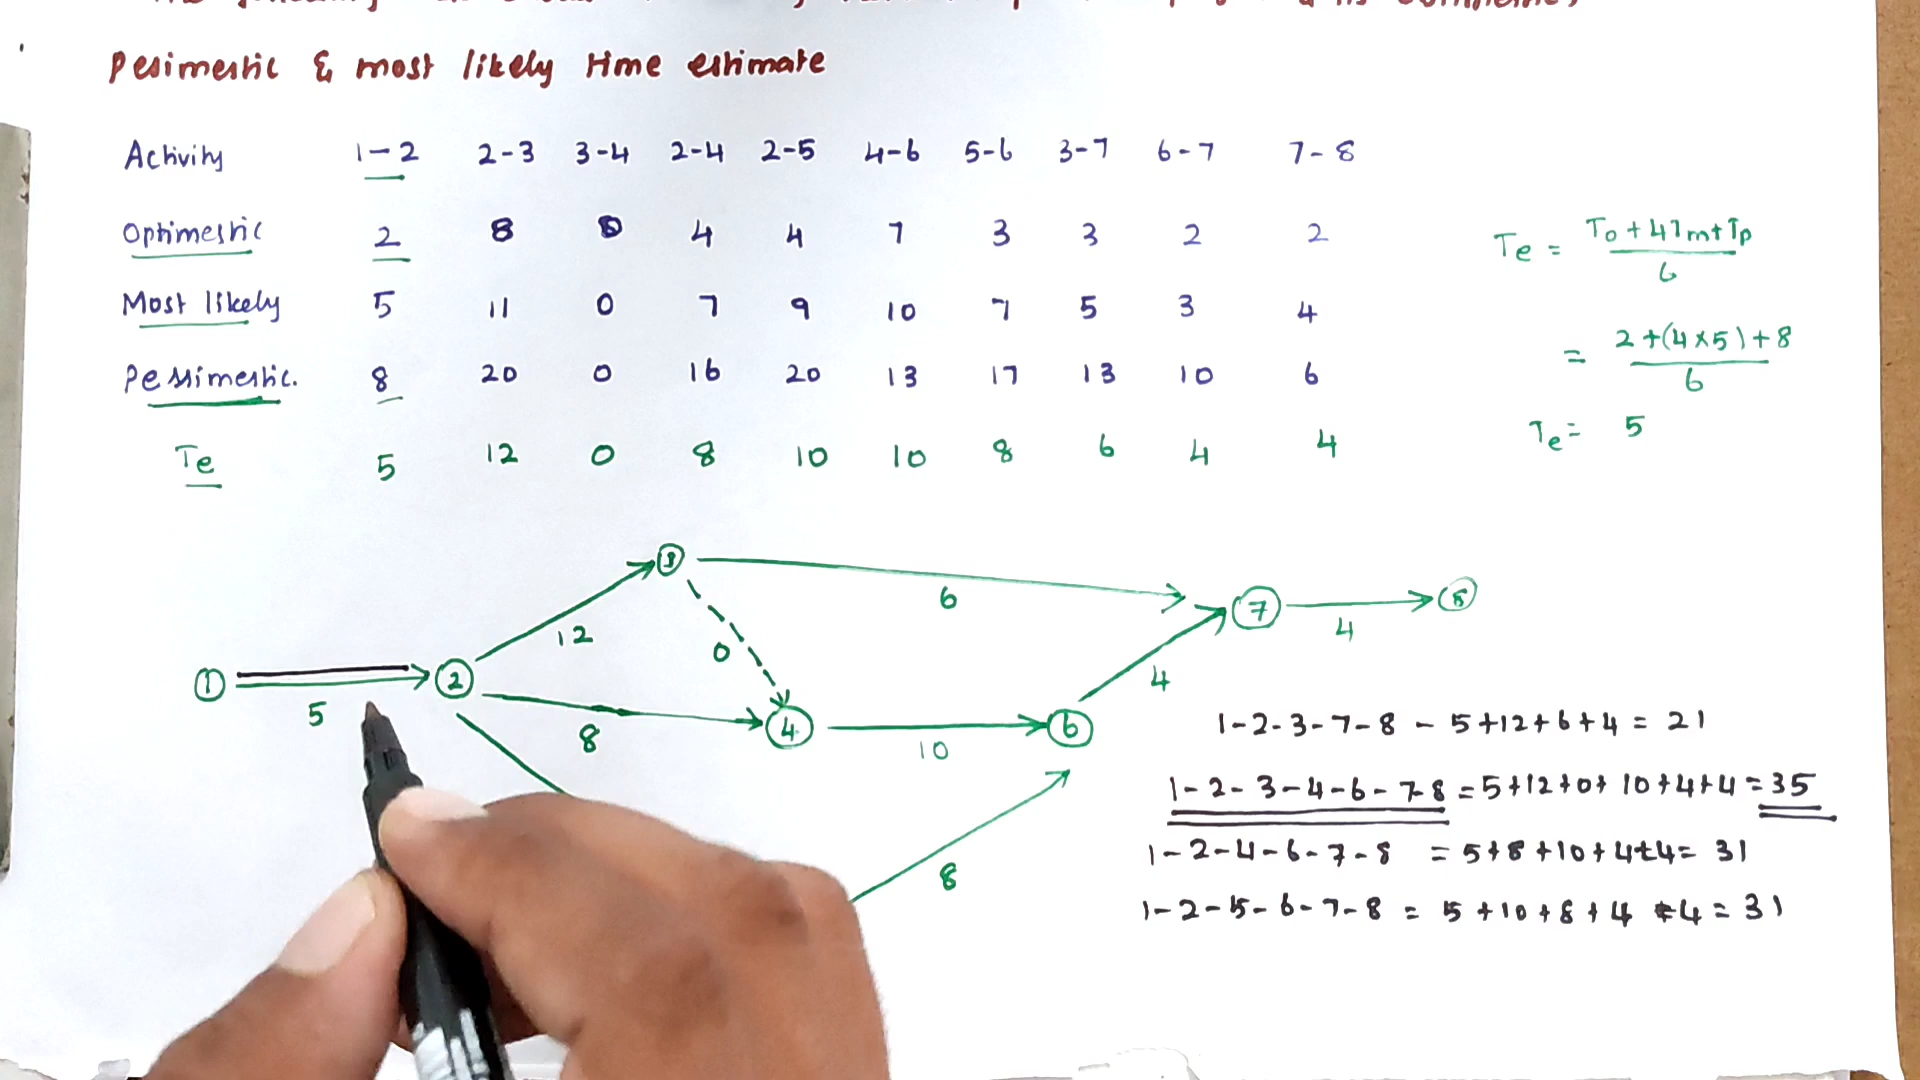 Pesimestic & most likely time estimate
Activity 1-2 2-3 3-4 2-4 2-5 4-6 5-6 3-7 6-7 7-8
Optimestic 2 8 0 4 4 7 3 3 2 2
Most likely 5 11 0 7 9 10 7 5 3 4
Pessimestic. 8 20 0 16 20 13 17 13 10 6
Te 5 12 0 8 10 10 8 6 4 4
Te = To + 4Tm + Tp
6
= 2 + (4 x 5) + 8
6
Te = 5
3
6
7
8
12
0
4
4
1
2
5
8
4
6
10
8
1-2-3-7-8 - 5+12+6+4 = 21
1-2-3-4-6-7-8 = 5+12+0+10+4+4 = 35
1-2-4-6-7-8 = 5+8+10+4+4 = 31
1-2-5-6-7-8 = 5+10+8+4+4 = 31